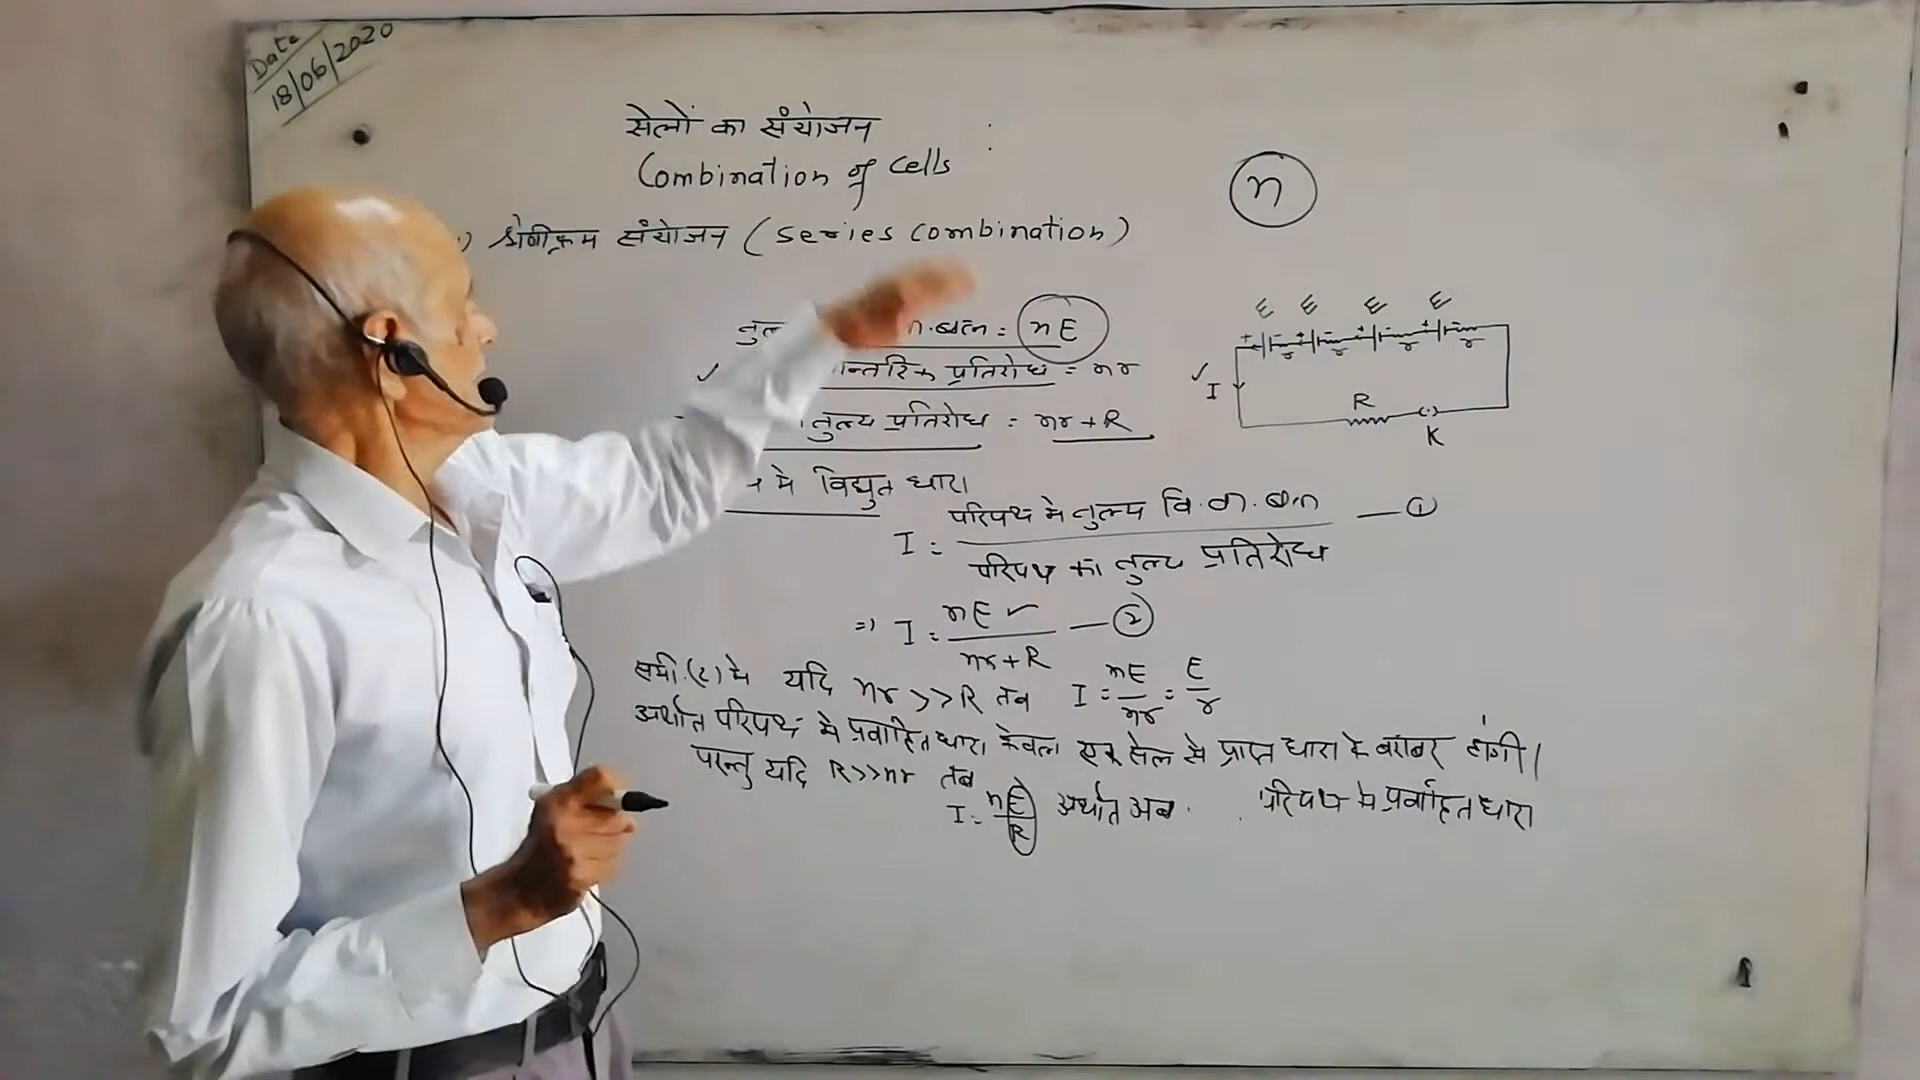 Date
18/06/2020
सेलों का संयोजन
Combination of cells
n
) श्रेणीक्रम संयोजन (series combination)
E E E E
= nE
आन्तरिक प्रतिरोध = nr
+ - + - + - + -
r r r r
I
R
K
तुल्य प्रतिरोध = nr + R
में विद्युत धारा
I = परिपथ मे तुल्य वि. वा. बल — ①
परिपथ का तुल्य प्रतिरोध
=> I = nE — ②
nr + R
समी. (2) मे यदि nr >> R तब I = nE/nr = E/r
अर्थात परिपथ मे प्रवाहित धारा केवल एक सेल से प्राप्त धारा के बराबर होगी।
परन्तु यदि R >> nr तब
I = nE/R अर्थात अब परिपथ मे प्रवाहित धारा